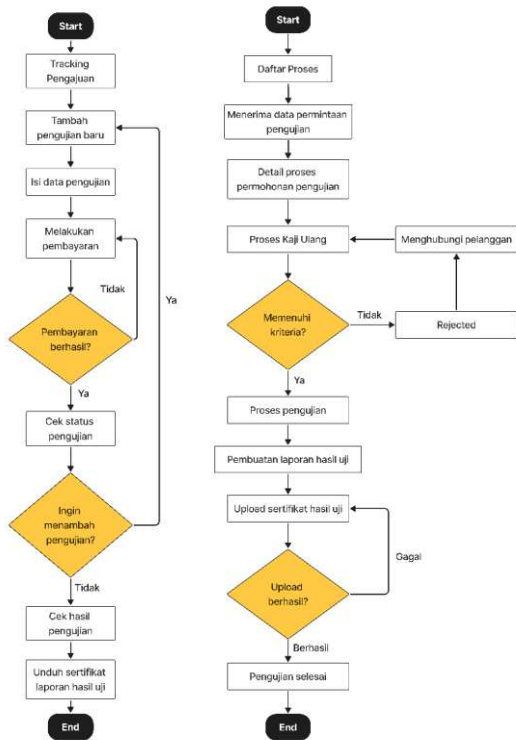 Start
Tracking
Pengajuan
Tambah
pengujian baru
Isi data pengujian
Melakukan
pembayaran
Tidak
Ya
Pembayaran
berhasil?
Ya
Cek status
pengujian
Ingin
menambah
pengujian?
Tidak
Cek hasil
pengujian
Unduh sertifikat
laporan hasil uji
End
Start
Daftar Proses
Menerima data permintaan
pengujian
Detail proses
permohonan pengujian
Proses Kaji Ulang
Menghubungi pelanggan
Memenuhi
kriteria?
Tidak
Rejected
Ya
Proses pengujian
Pembuatan laporan hasil uji
Upload sertifikat hasil uji
Gagal
Upload
berhasil?
Berhasil
Pengujian selesai
End